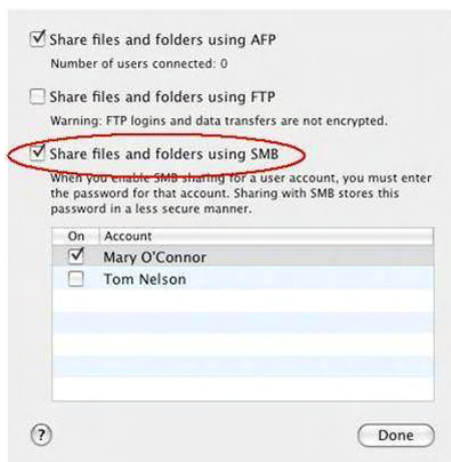 Share files and folders using AFP
Number of users connected: 0
Share files and folders using FTP
Warning: FTP logins and data transfers are not encrypted.
Share files and folders using SMB
When you enable SMB sharing for a user account, you must enter
the password for that account. Sharing with SMB stores this
password in a less secure manner.
On Account
Mary O'Connor
Tom Nelson
? Done